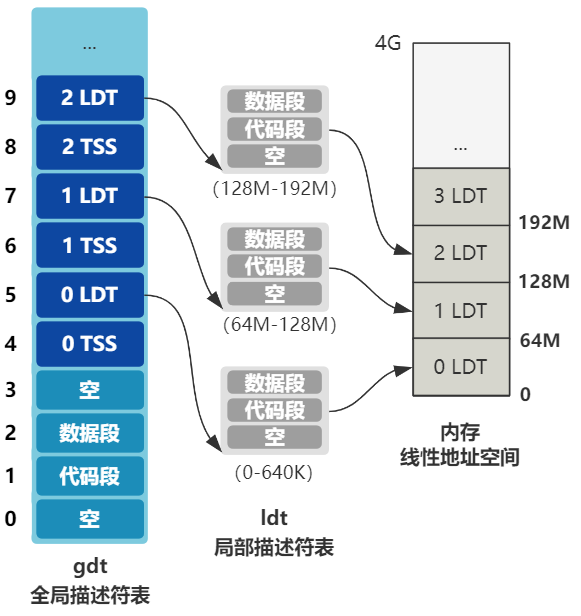 ...
9
2 LDT
8
2 TSS
7
1 LDT
6
1 TSS
5
0 LDT
4
0 TSS
3
空
2
数据段
1
代码段
0
空
gdt
全局描述符表
数据段
代码段
空
(128M-192M)
数据段
代码段
空
(64M-128M)
数据段
代码段
空
(0-640K)
ldt
局部描述符表
4G
...
3 LDT
192M
2 LDT
128M
1 LDT
64M
0 LDT
0
内存
线性地址空间